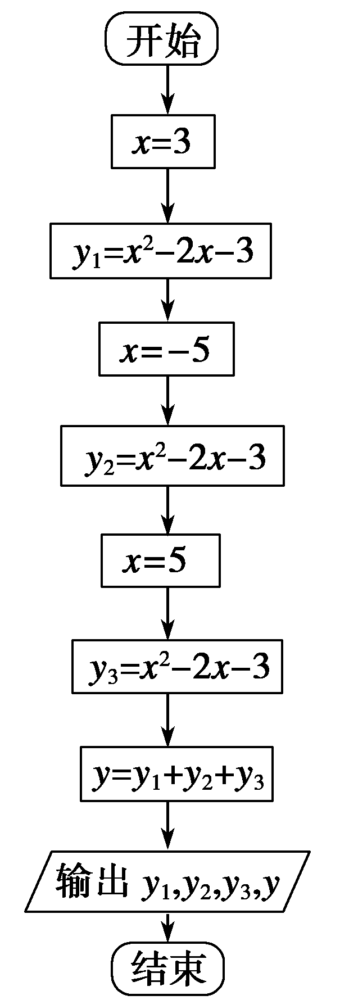 开始
x=3
y₁=x²−2x−3
x=−5
y₂=x²−2x−3
x=5
y₃=x²−2x−3
y=y₁+y₂+y₃
输出 y₁,y₂,y₃,y
结束